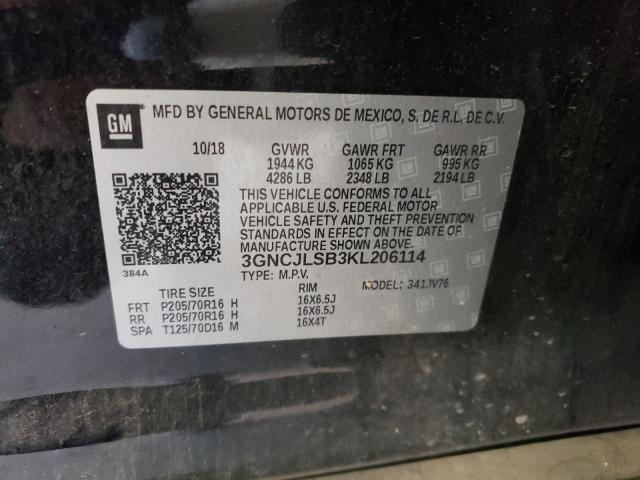 GM
MFD BY GENERAL MOTORS DE MEXICO, S. DE R.L. DE C.V.
10/18 GVWR GAWR FRT GAWR RR
1944 KG 1065 KG 995 KG
4286 LB 2348 LB 2194 LB
THIS VEHICLE CONFORMS TO ALL
APPLICABLE U.S. FEDERAL MOTOR
VEHICLE SAFETY AND THEFT PREVENTION
STANDARDS IN EFFECT ON THE DATE OF
MANUFACTURE SHOWN ABOVE.
384A
3GNCJLSB3KL206114
TYPE: M.P.V. MODEL: 341JV76
TIRE SIZE RIM
FRT P205/70R16 H 16X6.5J
RR P205/70R16 H 16X6.5J
SPA T125/70D16 M 16X4T